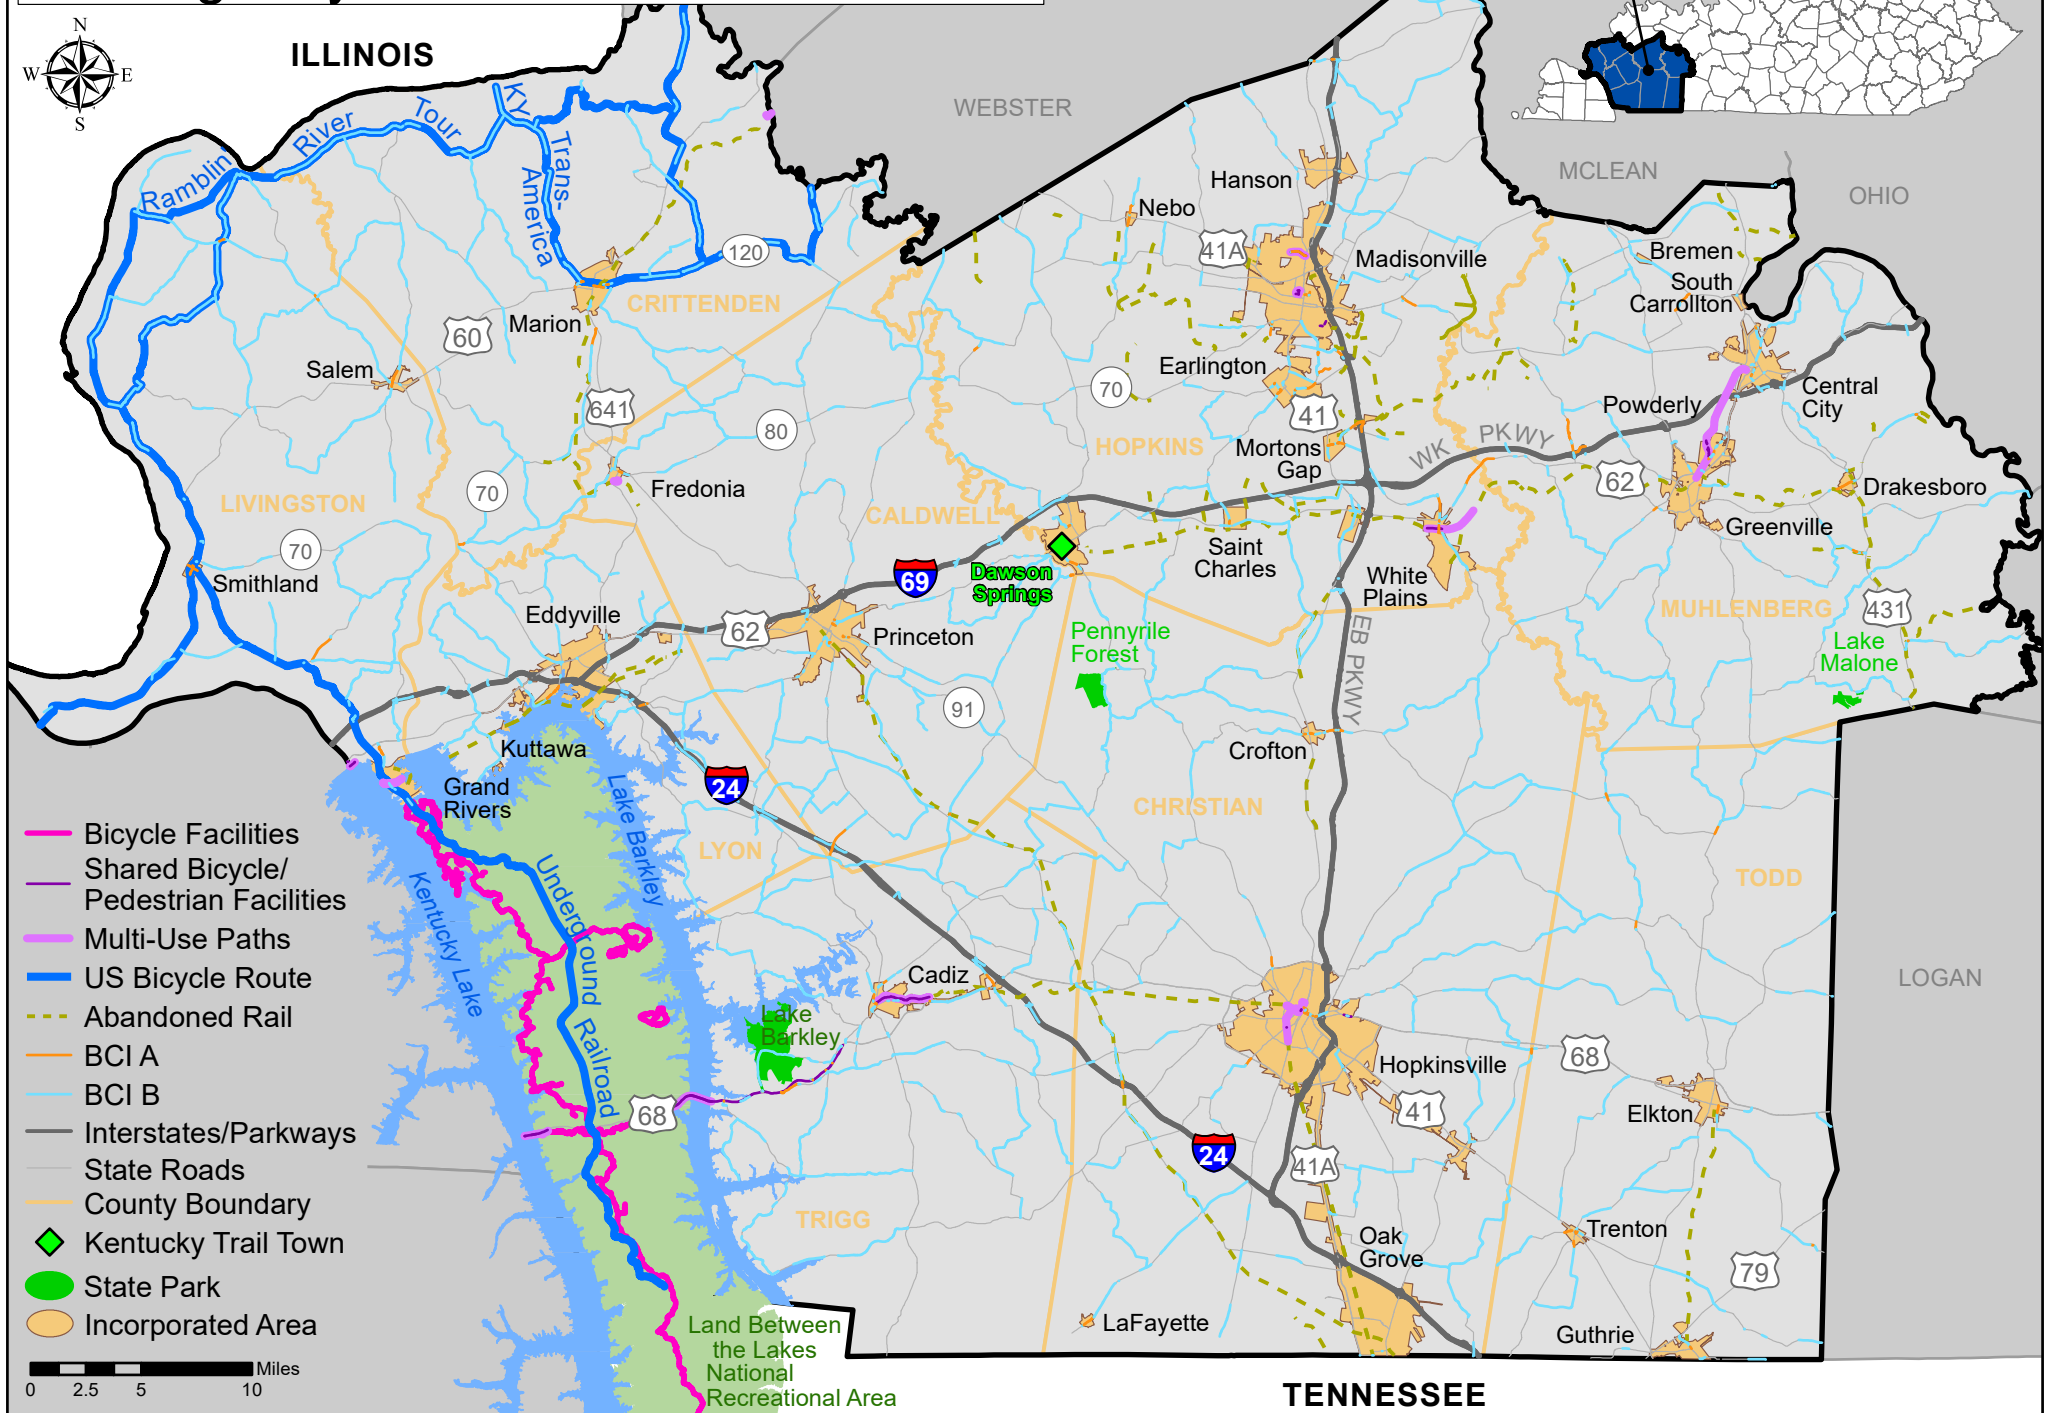 ILLINOIS
N
W
E
S
WEBSTER
MCLEAN
OHIO
Ramblin'
River
Tour
KY
Trans-
America
120
Hanson
Nebo
41A
Madisonville
Bremen
South
Carrollton
CRITTENDEN
Marion
60
Salem
641
80
70
Earlington
41
Mortons
Gap
HOPKINS
WK
PKWY
Powderly
Central
City
62
Drakesboro
Greenville
LIVINGSTON
70
Fredonia
CALDWELL
70
Smithland
69
Dawson
Springs
Saint
Charles
White
Plains
MUHLENBERG
431
Eddyville
62
Princeton
Pennyrile
Forest
EB PKWY
Lake
Malone
91
Kuttawa
Crofton
Grand
Rivers
Lake Barkley
24
CHRISTIAN
LYON
TODD
Underground
Railroad
Kentucky Lake
Cadiz
LOGAN
Lake
Barkley
68
Hopkinsville
68
41
Elkton
24
41A
TRIGG
Oak
Grove
Trenton
79
LaFayette
Guthrie
Land Between
the Lakes
National
Recreational Area
TENNESSEE
Bicycle Facilities
Shared Bicycle/
Pedestrian Facilities
Multi-Use Paths
US Bicycle Route
Abandoned Rail
BCI A
BCI B
Interstates/Parkways
State Roads
County Boundary
Kentucky Trail Town
State Park
Incorporated Area
Miles
0 2.5 5 10